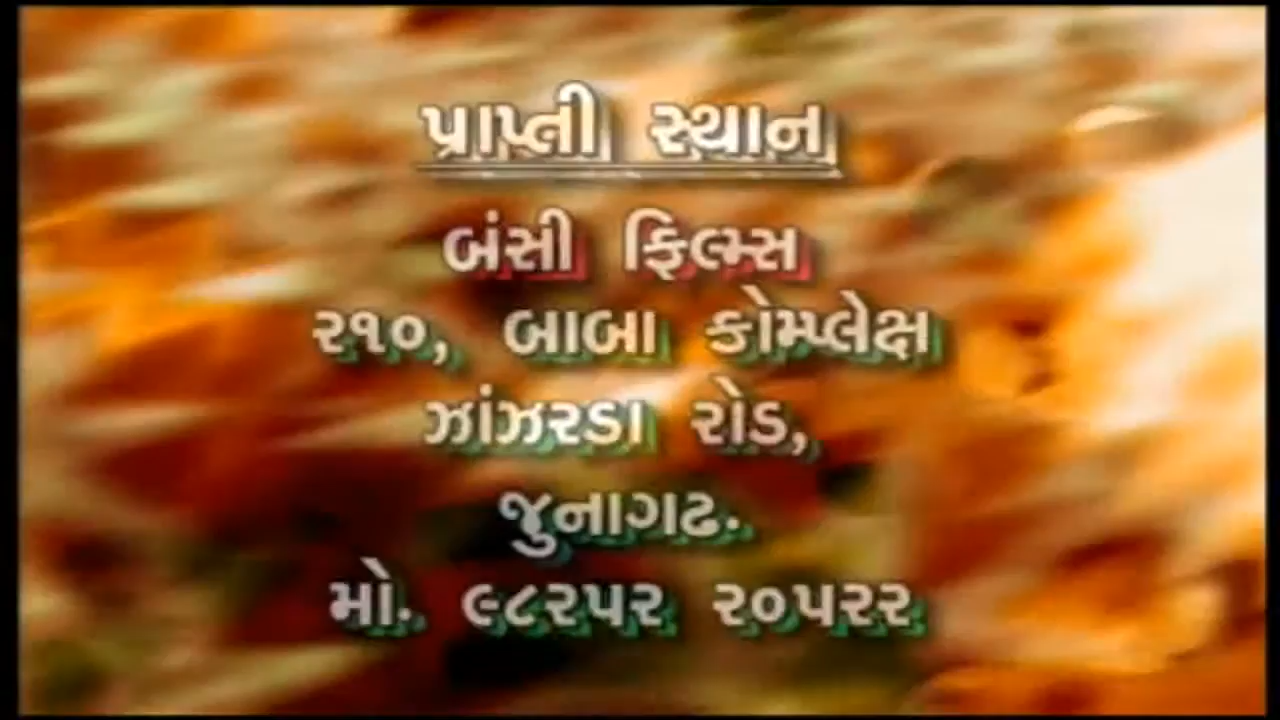 પ્રાપ્તી સ્થાન
બંસી ફિલ્મ્સ
૨૧૦, બાબા કોમ્પ્લેક્ષ
ઝાંઝરડા રોડ,
જુનાગઢ.
મો. ૯૮૨૫૨ ૨૦૫૨૨